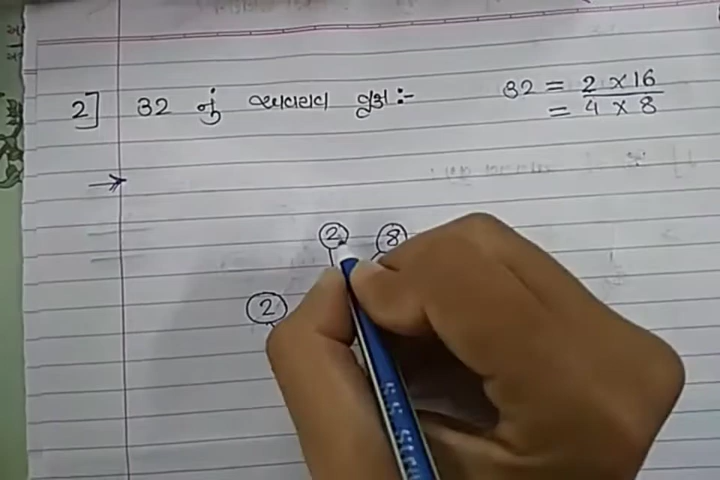 2] 32 નું અવયવ વૃક્ષ :- 32 = 2 × 16
= 4 × 8
→
2 8
2